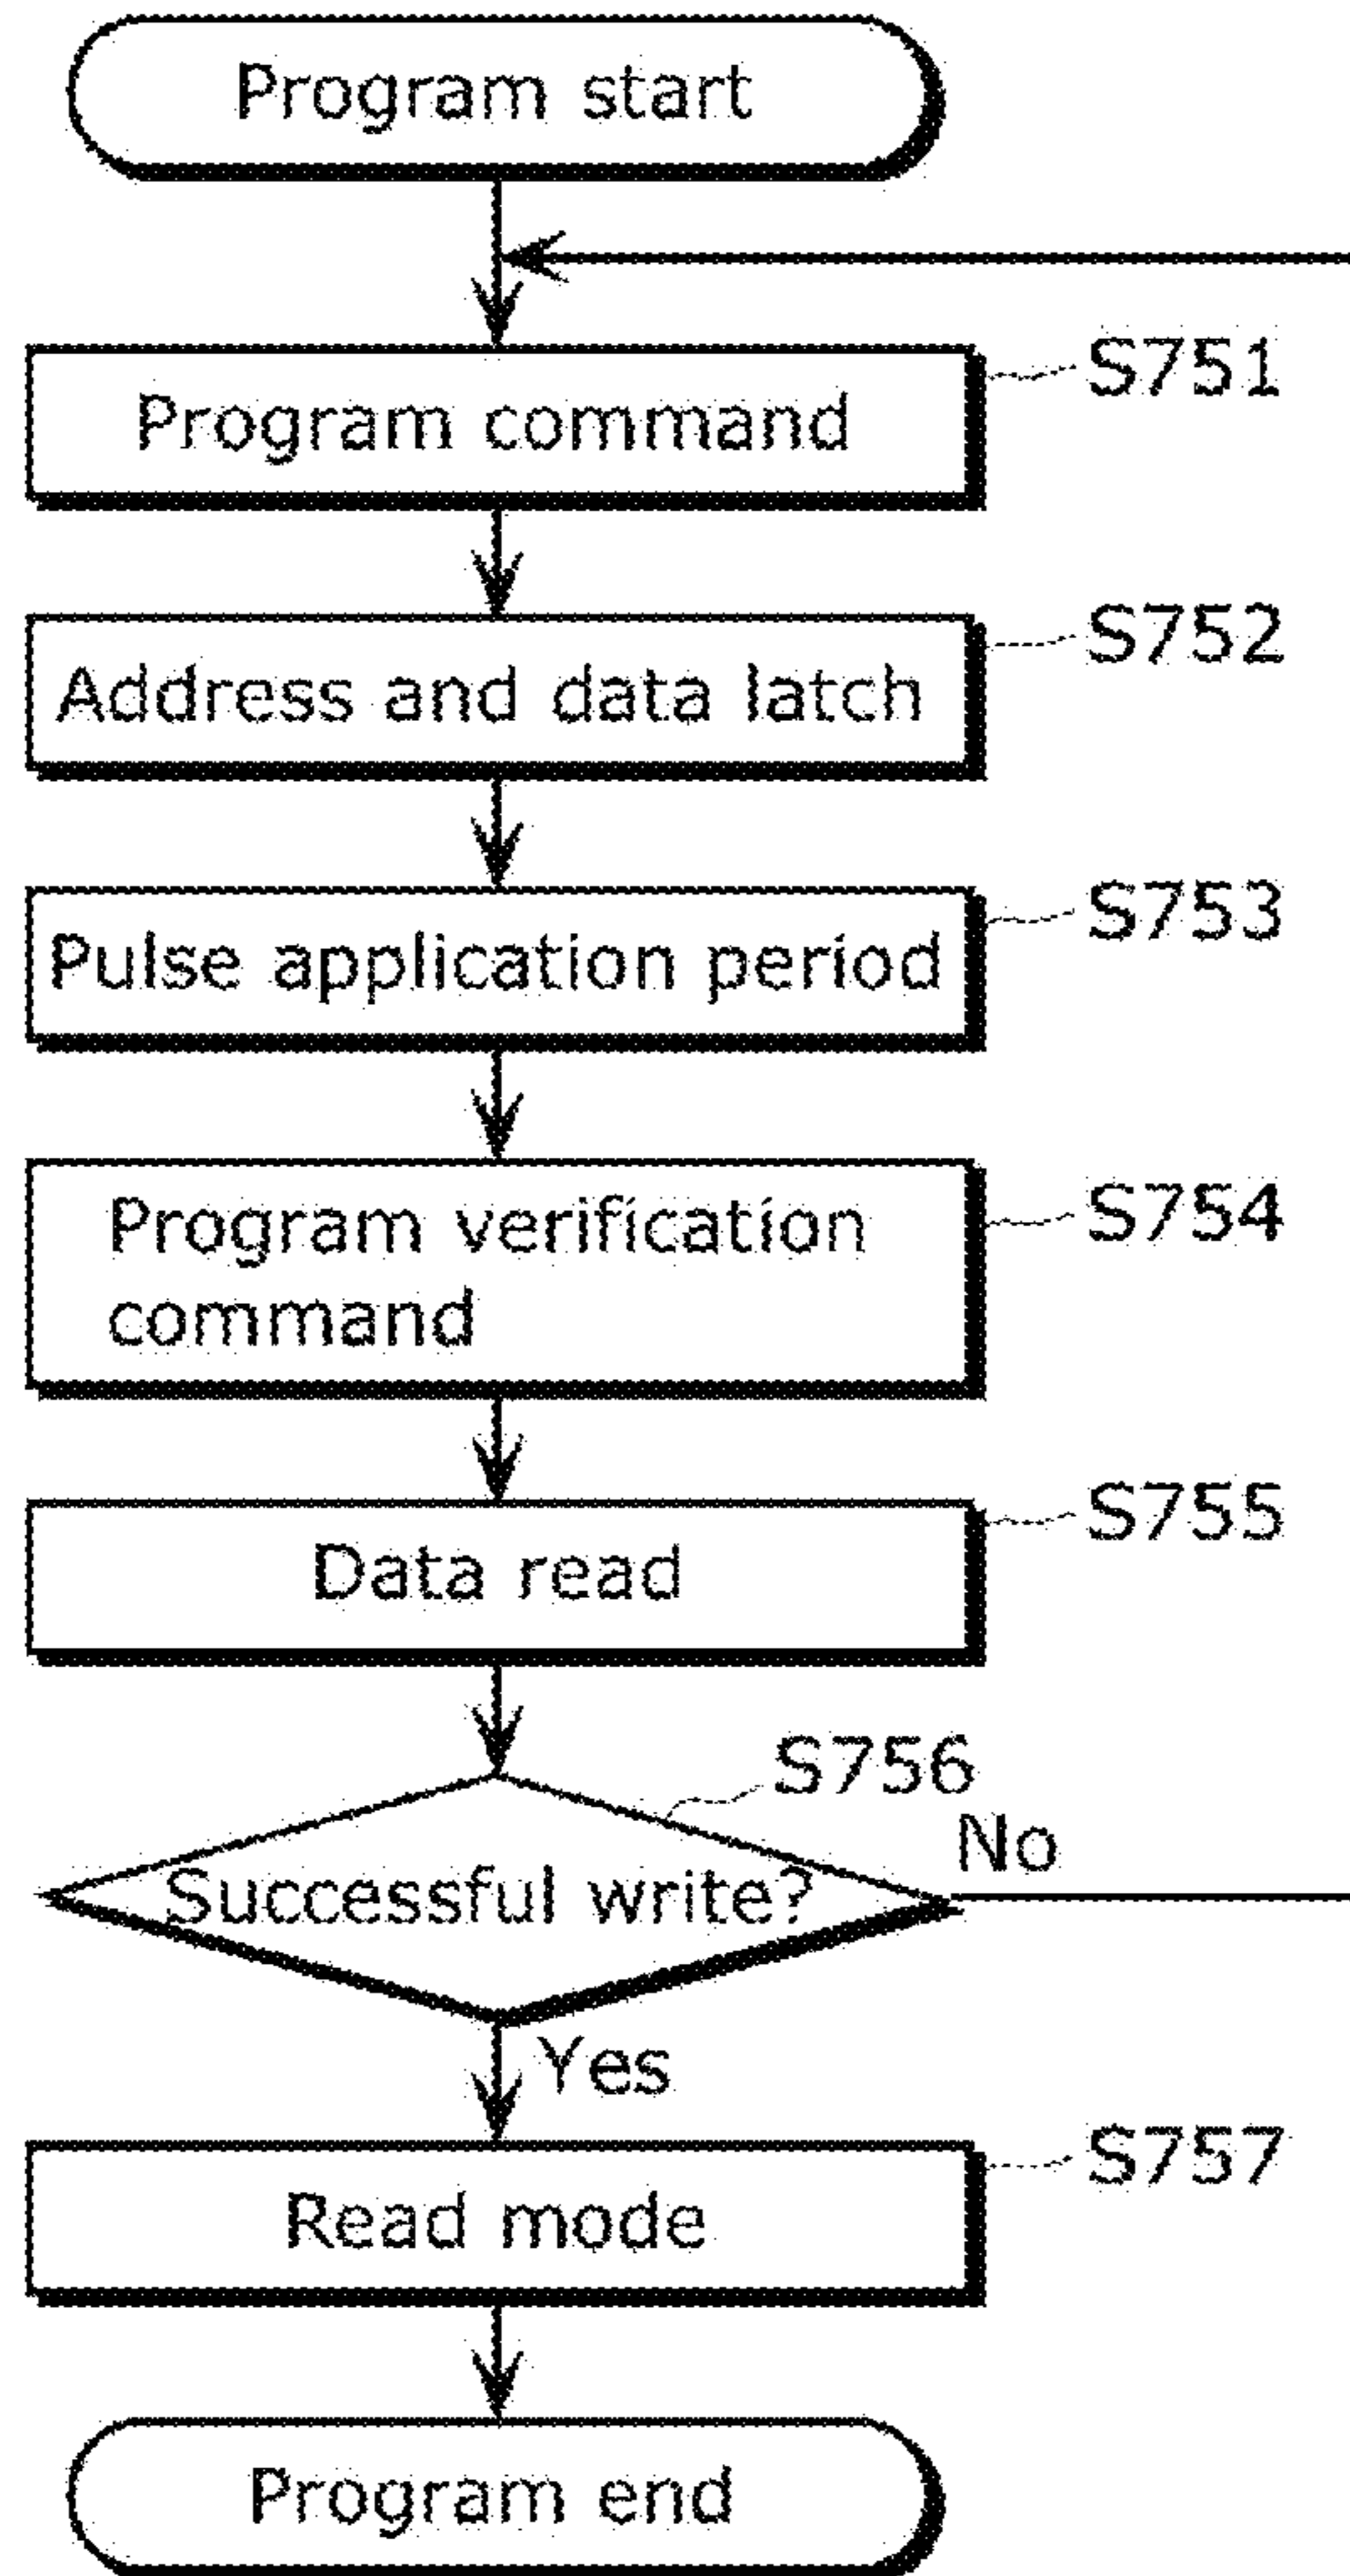 Program start
S751
Program command
S752
Address and data latch
S753
Pulse application period
S754
Program verification
command
S755
Data read
S756
No
Successful write?
Yes
S757
Read mode
Program end